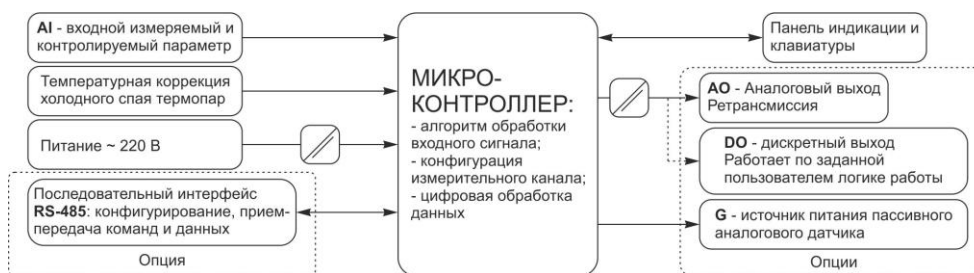 AI - входной измеряемый и
контролируемый параметр
Температурная коррекция
холодного спая термопар
Питание ~ 220 В
Последовательный интерфейс
RS-485: конфигурирование, прием-
передача команд и данных
Опция
МИКРО-
КОНТРОЛЛЕР:
- алгоритм обработки
входного сигнала;
- конфигурация
измерительного канала;
- цифровая обработка
данных
Панель индикации и
клавиатуры
AO - Аналоговый выход
Ретрансмиссия
DO - дискретный выход
Работает по заданной
пользователем логике работы
G - источник питания пассивного
аналогового датчика
Опции